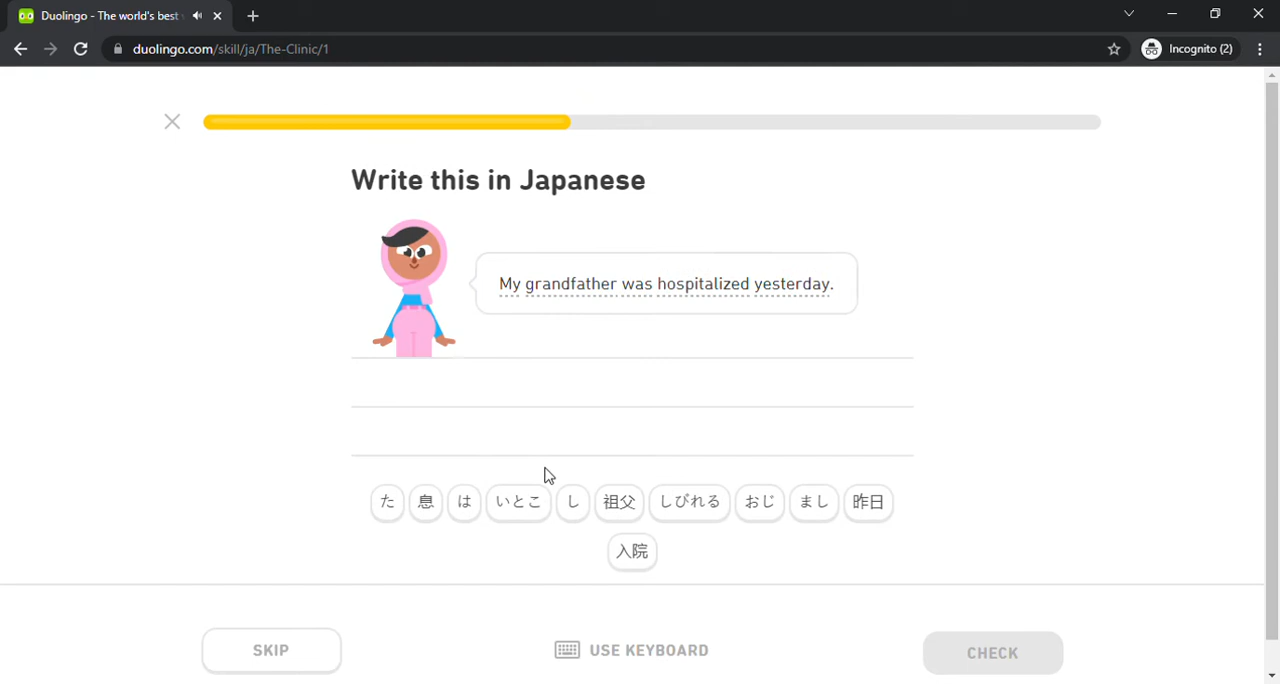 Duolingo - The world's best
duolingo.com/skill/ja/The-Clinic/1
Incognito (2)
Write this in Japanese
My grandfather was hospitalized yesterday.
た 息 は いとこ し 祖父 しびれる おじ まし 昨日
入院
SKIP
USE KEYBOARD
CHECK